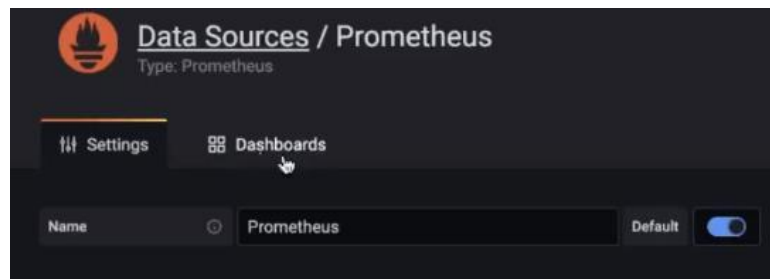 Data Sources / Prometheus
Type: Prometheus
Settings Dashboards
Name Prometheus Default